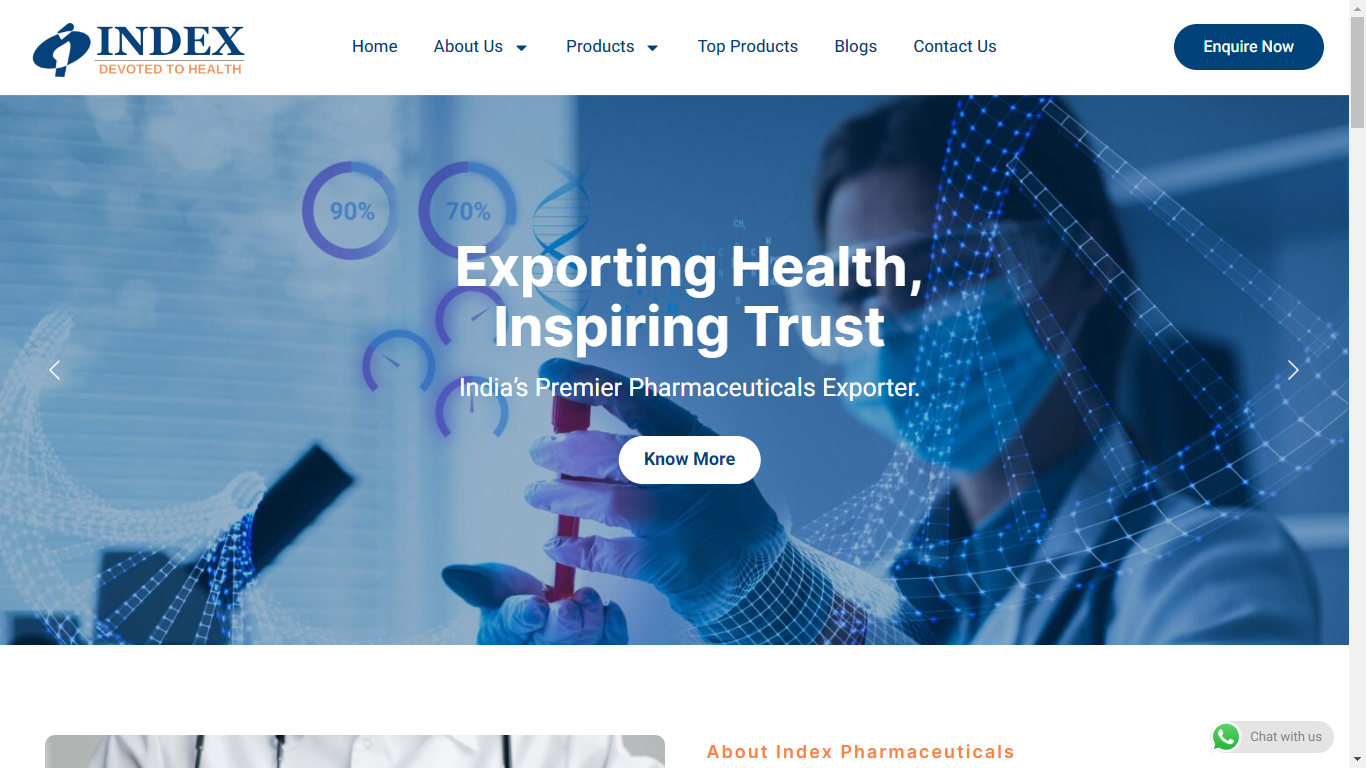 INDEX
DEVOTED TO HEALTH
Home
About Us
Products
Top Products
Blogs
Contact Us
Enquire Now
90%
70%
Exporting Health,
Inspiring Trust
India’s Premier Pharmaceuticals Exporter.
Know More
About Index Pharmaceuticals
Chat with us